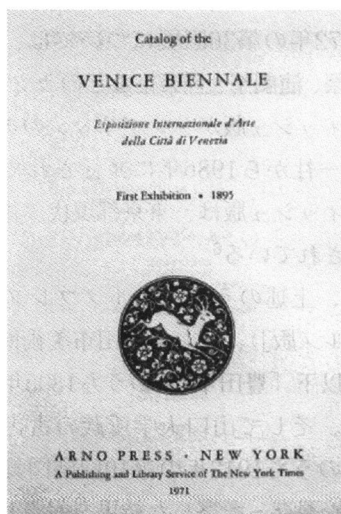 Catalog of the
VENICE BIENNALE
Esposizione Internazionale d'Arte
della Città di Venezia
First Exhibition • 1895
ARNO PRESS • NEW YORK
A Publishing and Library Service of The New York Times
1971